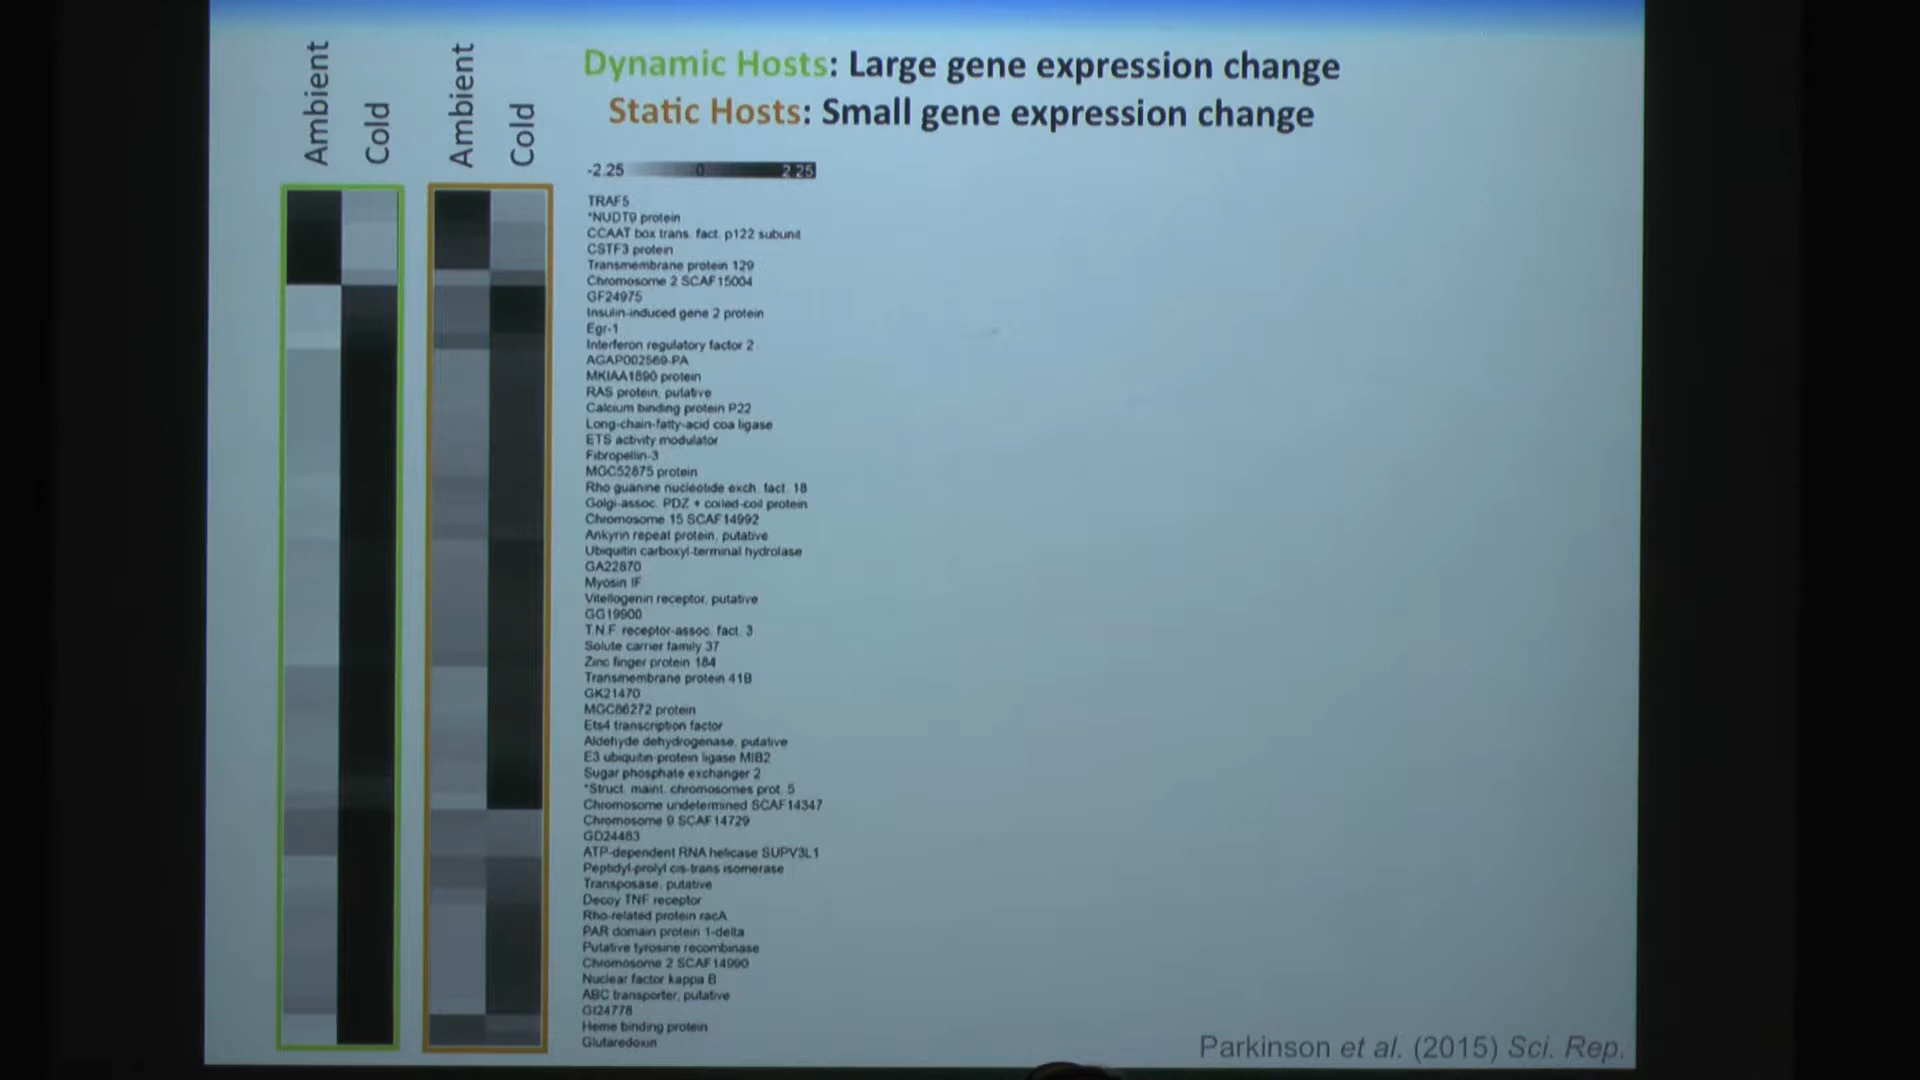 Ambient
Cold
Ambient
Cold
Dynamic Hosts: Large gene expression change
Static Hosts: Small gene expression change
-2.25 0 2.25
TRAF5
*NUDT9 protein
CCAAT box trans. fact. p122 subunit
CSTF3 protein
Transmembrane protein 129
Chromosome 2 SCAF15004
GF24975
Insulin-induced gene 2 protein
Egr-1
Interferon regulatory factor 2
AGAP002569-PA
MKIAA1690 protein
RAS protein, putative
Calcium binding protein P22
Long-chain-fatty-acid coa ligase
ETS activity modulator
Fibropellin-3
MGC52875 protein
Rho guanine nucleotide exch. fact. 18
Golgi-assoc. PDZ + coiled-coil protein
Chromosome 15 SCAF14992
Ankyrin repeat protein, putative
Ubiquitin carboxyl-terminal hydrolase
GA22870
Myosin IF
Vitellogenin receptor, putative
GG19900
T.N.F. receptor-assoc. fact. 3
Solute carrier family 37
Zinc finger protein 184
Transmembrane protein 41B
GK21470
MGC86272 protein
Ets4 transcription factor
Aldehyde dehydrogenase, putative
E3 ubiquitin-protein ligase MIB2
Sugar phosphate exchanger 2
*Struct. maint. chromosomes prot. 5
Chromosome undetermined SCAF14347
Chromosome 9 SCAF14729
GD24483
ATP-dependent RNA helicase SUPV3L1
Peptidyl-prolyl cis-trans isomerase
Transposase, putative
Decoy TNF receptor
Rho-related protein racA
PAR domain protein 1-delta
Putative tyrosine recombinase
Chromosome 2 SCAF14990
Nuclear factor kappa B
ABC transporter, putative
GI24778
Heme binding protein
Glutaredoxin
Parkinson et al. (2015) Sci. Rep.